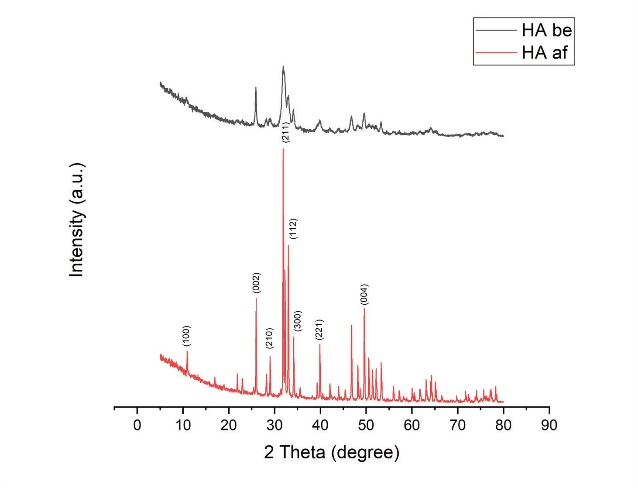 HA be
HA af
Intensity (a.u.)
(100)
(002)
(210)
(211)
(112)
(300)
(221)
(004)
0 10 20 30 40 50 60 70 80 90
2 Theta (degree)